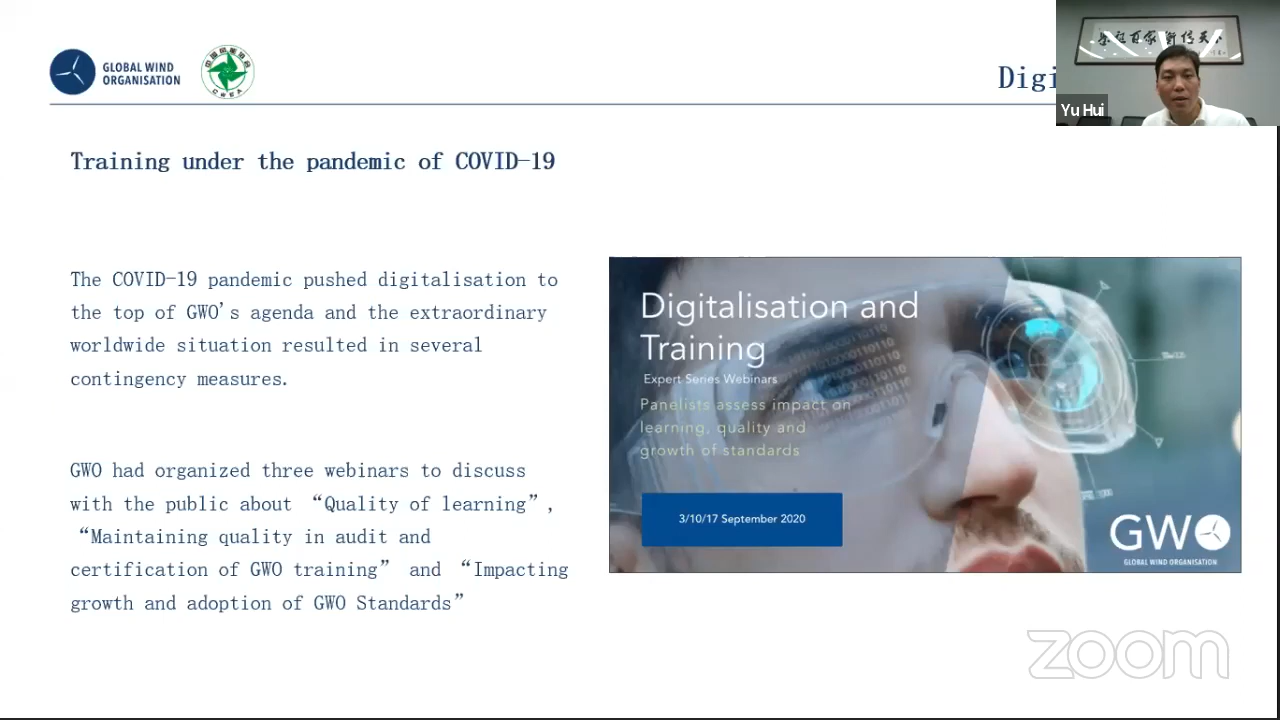 GLOBAL WIND
ORGANISATION
CWEA
Yu Hui
Training under the pandemic of COVID-19
The COVID-19 pandemic pushed digitalisation to
the top of GWO's agenda and the extraordinary
worldwide situation resulted in several
contingency measures.
GWO had organized three webinars to discuss
with the public about “Quality of learning”,
“Maintaining quality in audit and
certification of GWO training” and “Impacting
growth and adoption of GWO Standards”
Digitalisation and
Training
Expert Series Webinars
Panelists assess impact on
learning, quality and
growth of standards
3/10/17 September 2020
GWO
GLOBAL WIND ORGANISATION
zoom